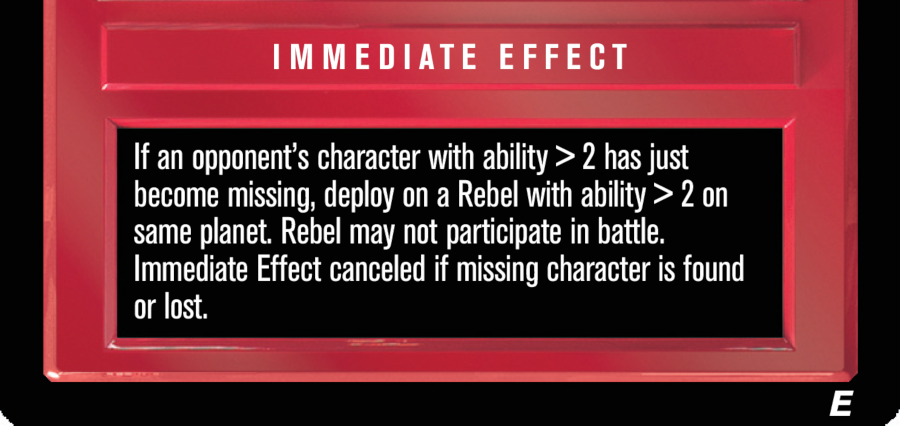 IMMEDIATE EFFECT
If an opponent's character with ability > 2 has just
become missing, deploy on a Rebel with ability > 2 on
same planet. Rebel may not participate in battle.
Immediate Effect canceled if missing character is found
or lost.
E